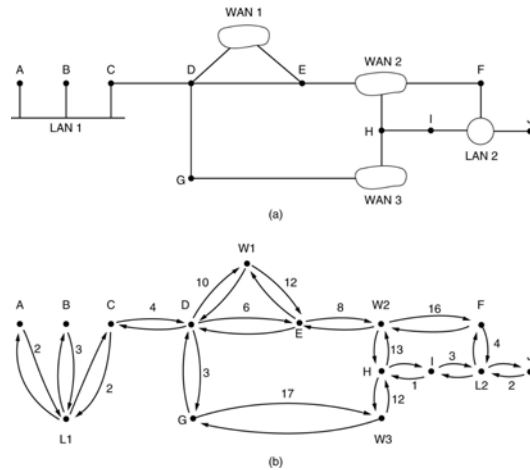 WAN 1
A B C D E WAN 2 F
LAN 1
H I
LAN 2
G
WAN 3
(a)
W1
10 12
A B C 4 D 6 E 8 W2 16 F
2 3 2 3 13 4
H I 3
1 L2 2
L1 G 17 12
W3
(b)